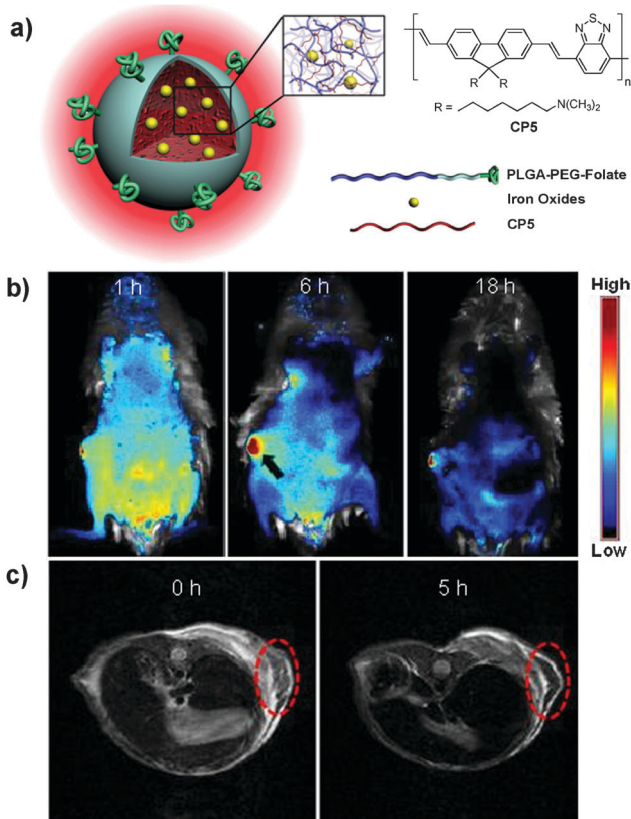 a)
N
S
N
n
R
R
R =
N(CH₃)₂
CP5
PLGA-PEG-Folate
Iron Oxides
CP5
b)
1 h
6 h
18 h
High
Low
c)
0 h
5 h